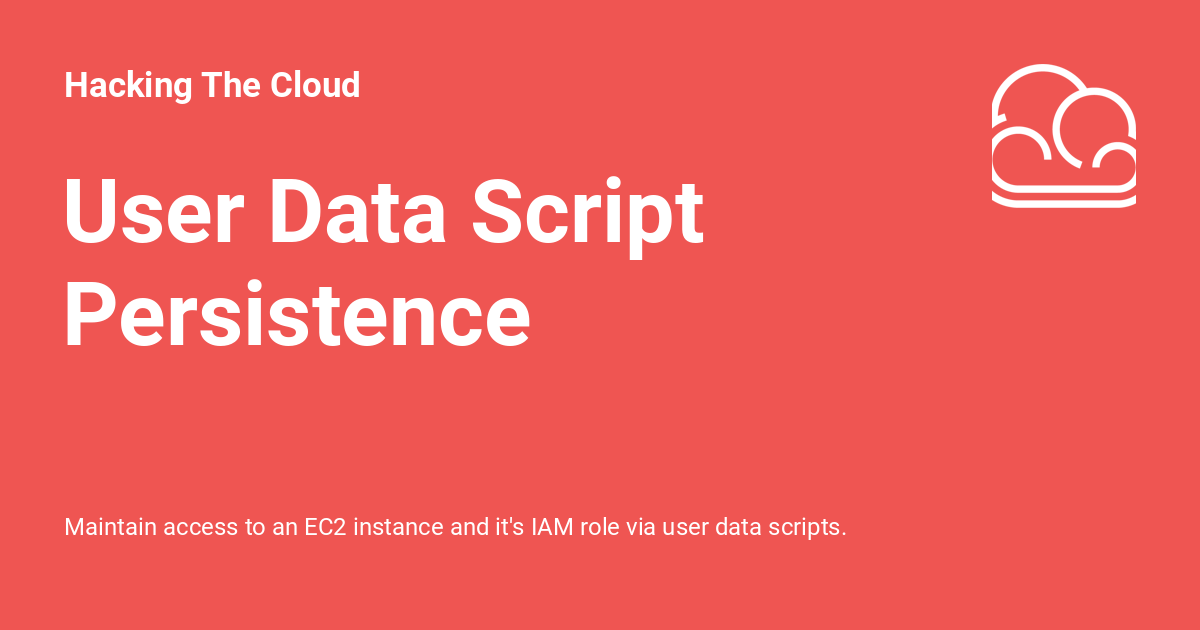 Hacking The Cloud
User Data Script
Persistence
Maintain access to an EC2 instance and it's IAM role via user data scripts.